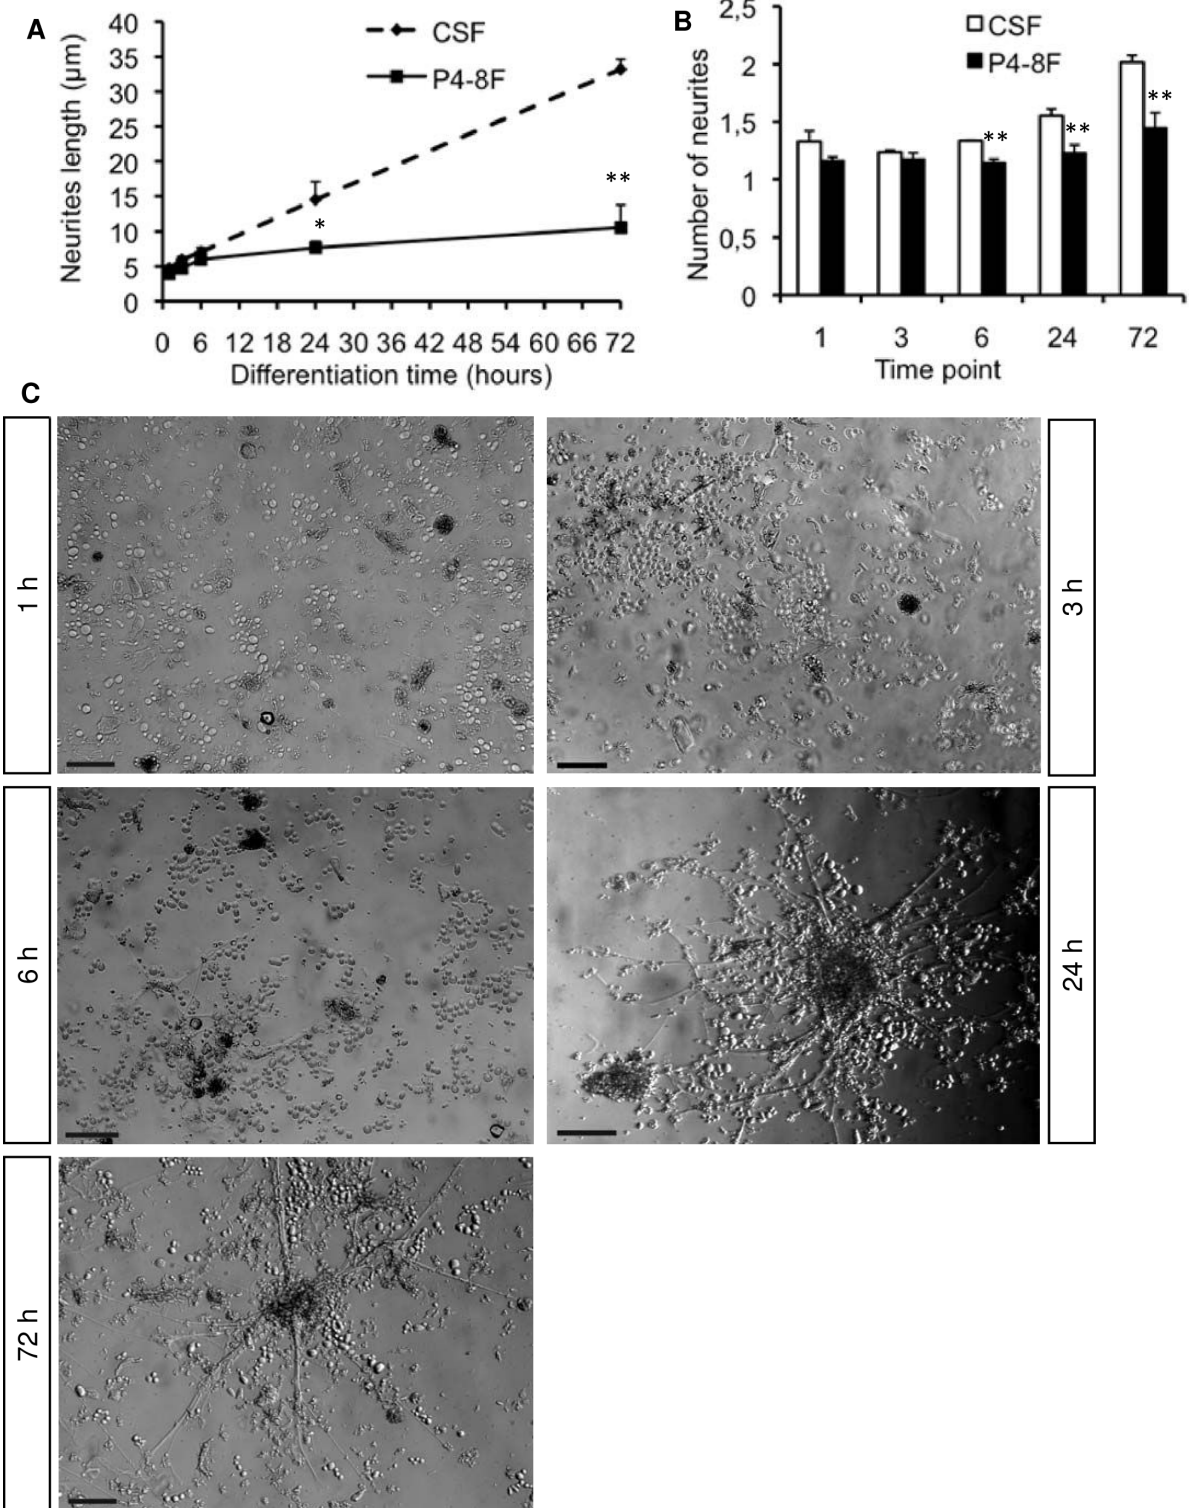 A
Neurites length (µm)
40
35
30
25
20
15
10
5
0
CSF
P4-8F
*
**
0 6 12 18 24 30 36 42 48 54 60 66 72
Differentiation time (hours)
B
Number of neurites
2,5
2
1,5
1
0,5
0
CSF
P4-8F
**
**
**
1 3 6 24 72
Time point
C
1 h
3 h
6 h
24 h
72 h